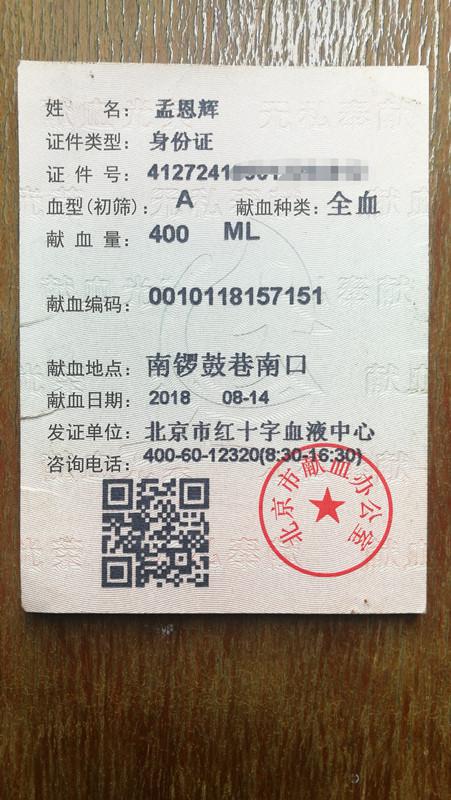 姓 名： 孟恩辉
证件类型： 身份证
证 件 号： 4127241
血型(初筛)： A 献血种类：全血
献 血 量： 400 ML
献血编码： 0010118157151
献血地点： 南锣鼓巷南口
献血日期： 2018 08-14
发证单位： 北京市红十字血液中心
咨询电话： 400-60-12320(8:30-16:30)
北京市献血办公室